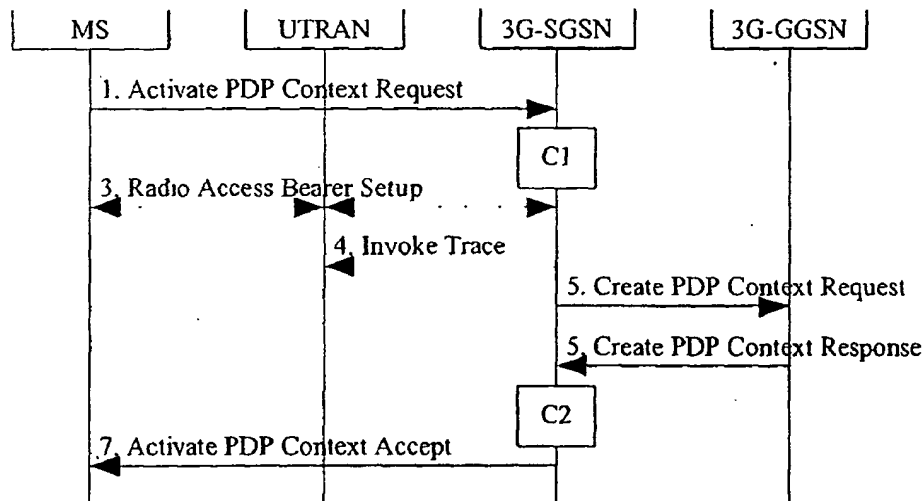 MS UTRAN 3G-SGSN 3G-GGSN
1. Activate PDP Context Request
C1
3. Radio Access Bearer Setup
4. Invoke Trace
5. Create PDP Context Request
5. Create PDP Context Response
C2
7. Activate PDP Context Accept